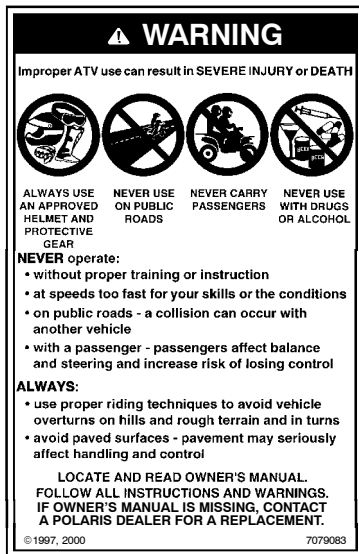 WARNING
Improper ATV use can result in SEVERE INJURY or DEATH
ALWAYS USE
AN APPROVED
HELMET AND
PROTECTIVE
GEAR
NEVER USE
ON PUBLIC
ROADS
NEVER CARRY
PASSENGERS
NEVER USE
WITH DRUGS
OR ALCOHOL
BEER
BEER
NEVER operate:
• without proper training or instruction
• at speeds too fast for your skills or the conditions
• on public roads - a collision can occur with
another vehicle
• with a passenger - passengers affect balance
and steering and increase risk of losing control
ALWAYS:
• use proper riding techniques to avoid vehicle
overturns on hills and rough terrain and in turns
• avoid paved surfaces - pavement may seriously
affect handling and control
LOCATE AND READ OWNER'S MANUAL.
FOLLOW ALL INSTRUCTIONS AND WARNINGS.
IF OWNER'S MANUAL IS MISSING, CONTACT
A POLARIS DEALER FOR A REPLACEMENT.
©1997, 2000 7079083